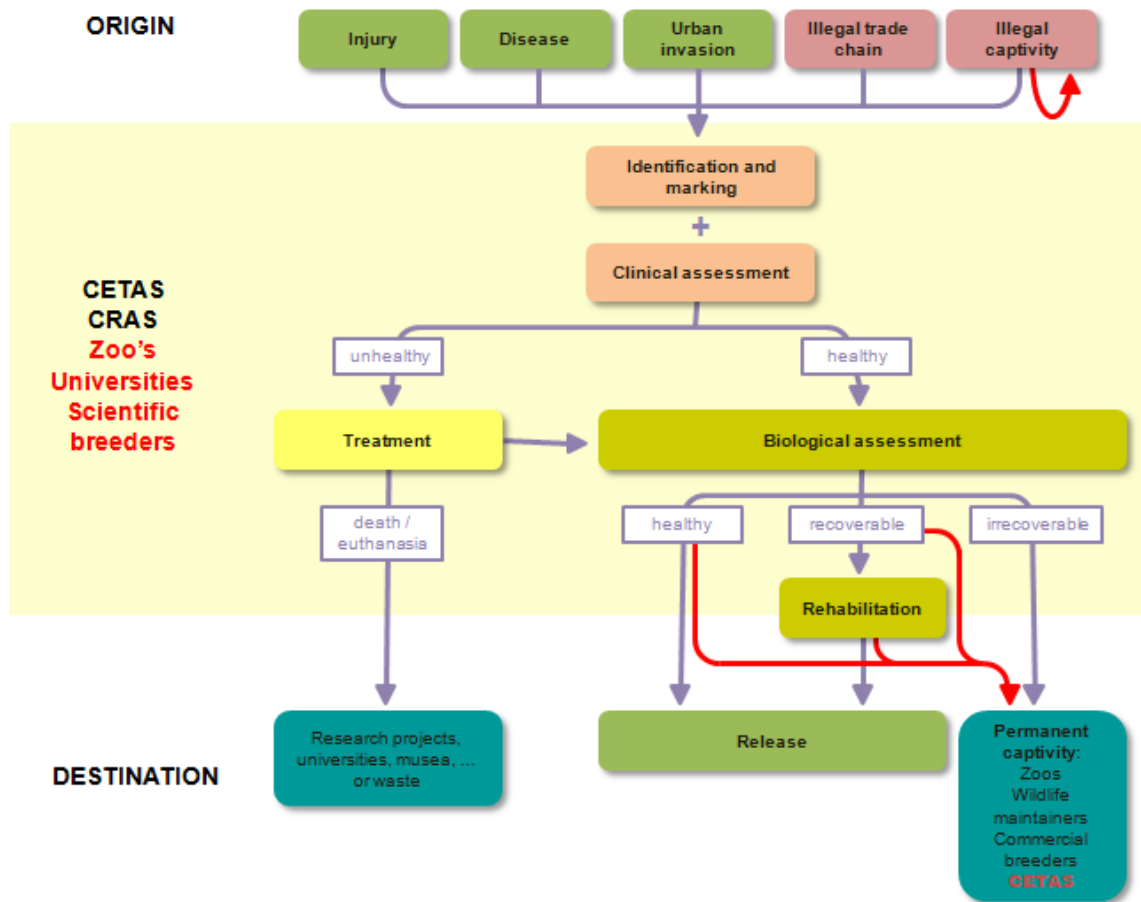 ORIGIN
Injury
Disease
Urban
invasion
Illegal trade
chain
Illegal
captivity
Identification and
marking
+
Clinical assessment
CETAS
CRAS
Zoo's
Universities
Scientific
breeders
unhealthy
healthy
Treatment
Biological assessment
death /
euthanasia
healthy
recoverable
irrecoverable
Rehabilitation
DESTINATION
Research projects,
universities, musea, ...
or waste
Release
Permanent
captivity:
Zoos
Wildlife
maintainers
Commercial
breeders
CETAS